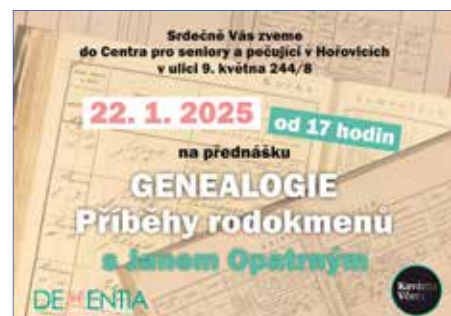 Srdečně Vás zveme
do Centra pro seniory a pečující v Hořovicích
v ulici 9. května 244/8
22. 1. 2025
od 17 hodin
na přednášku
GENEALOGIE
Příběhy rodokmenů
s Janem Opatrným
DEMENTIA
Kavárna